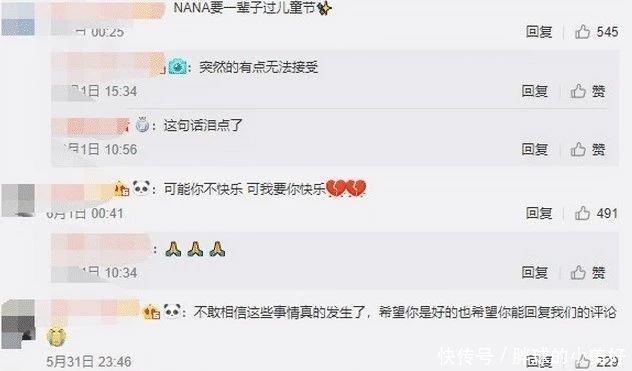 NANA要一辈子过儿童节
00:25 回复 545
：突然的有点无法接受
月1日 15:34 回复 赞
：这句话泪点了
月1日 10:56 回复 赞
：可能你不快乐 可我要你快乐
6月1日 00:41 回复 491
：
月1日 10:34 回复 赞
：不敢相信这些事情真的发生了，希望你是好的也希望你能回复我们的评论
5月31日 23:46 回复 229
快传号 /